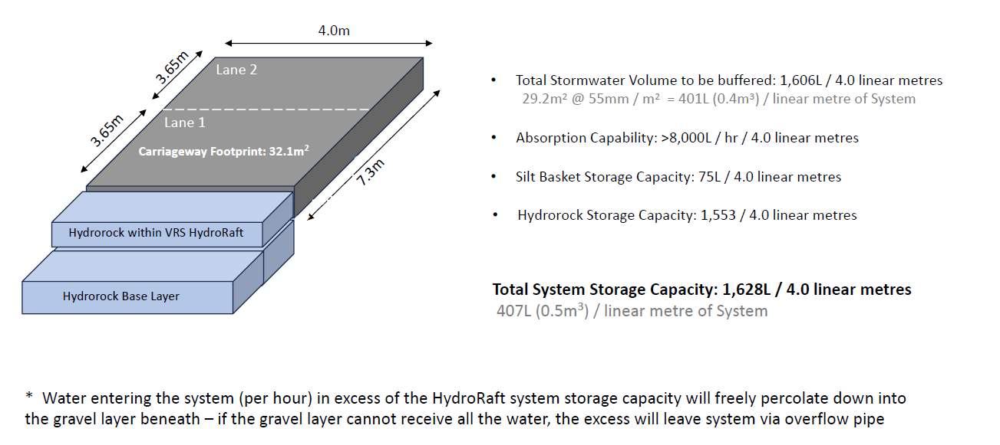 4.0m
3.65m
Lane 2
3.65m
Lane 1
Carriageway Footprint: 32.1m²
7.3m
Hydrorock within VRS HydroRaft
Hydrorock Base Layer
• Total Stormwater Volume to be buffered: 1,606L / 4.0 linear metres
29.2m² @ 55mm / m² = 401L (0.4m³) / linear metre of System
• Absorption Capability: >8,000L / hr / 4.0 linear metres
• Silt Basket Storage Capacity: 75L / 4.0 linear metres
• Hydrorock Storage Capacity: 1,553 / 4.0 linear metres
Total System Storage Capacity: 1,628L / 4.0 linear metres
407L (0.5m³) / linear metre of System
* Water entering the system (per hour) in excess of the HydroRaft system storage capacity will freely percolate down into
the gravel layer beneath – if the gravel layer cannot receive all the water, the excess will leave system via overflow pipe